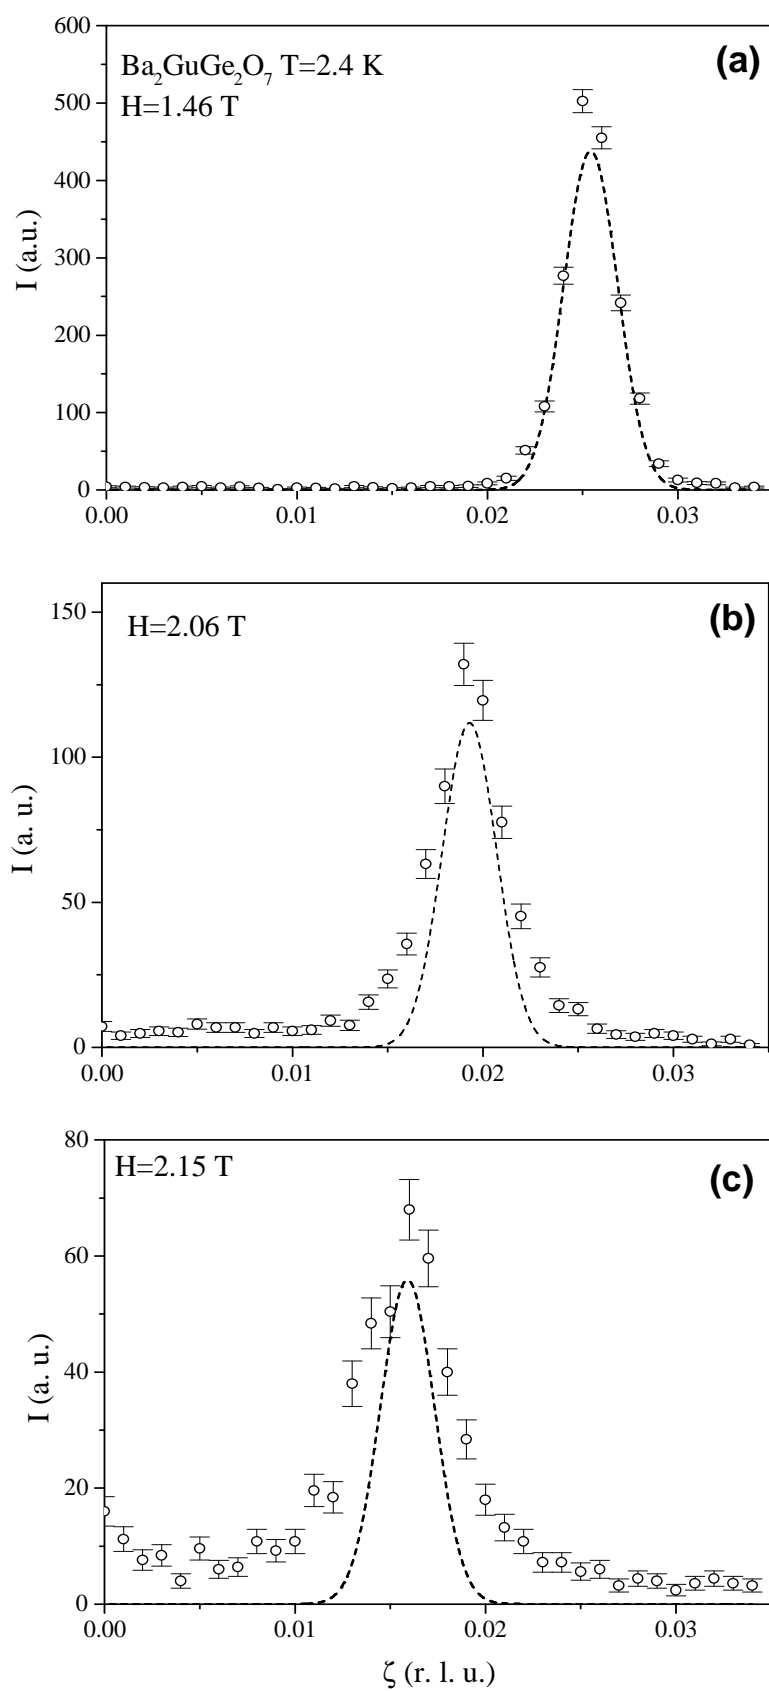 (a)
Ba₂GuGe₂O₇ T=2.4 K
H=1.46 T
600
500
400
300
200
100
0
I (a.u.)
0.00 0.01 0.02 0.03
(b)
H=2.06 T
150
100
50
0
I (a. u.)
0.00 0.01 0.02 0.03
(c)
H=2.15 T
80
60
40
20
0
I (a. u.)
0.00 0.01 0.02 0.03
ζ (r. l. u.)